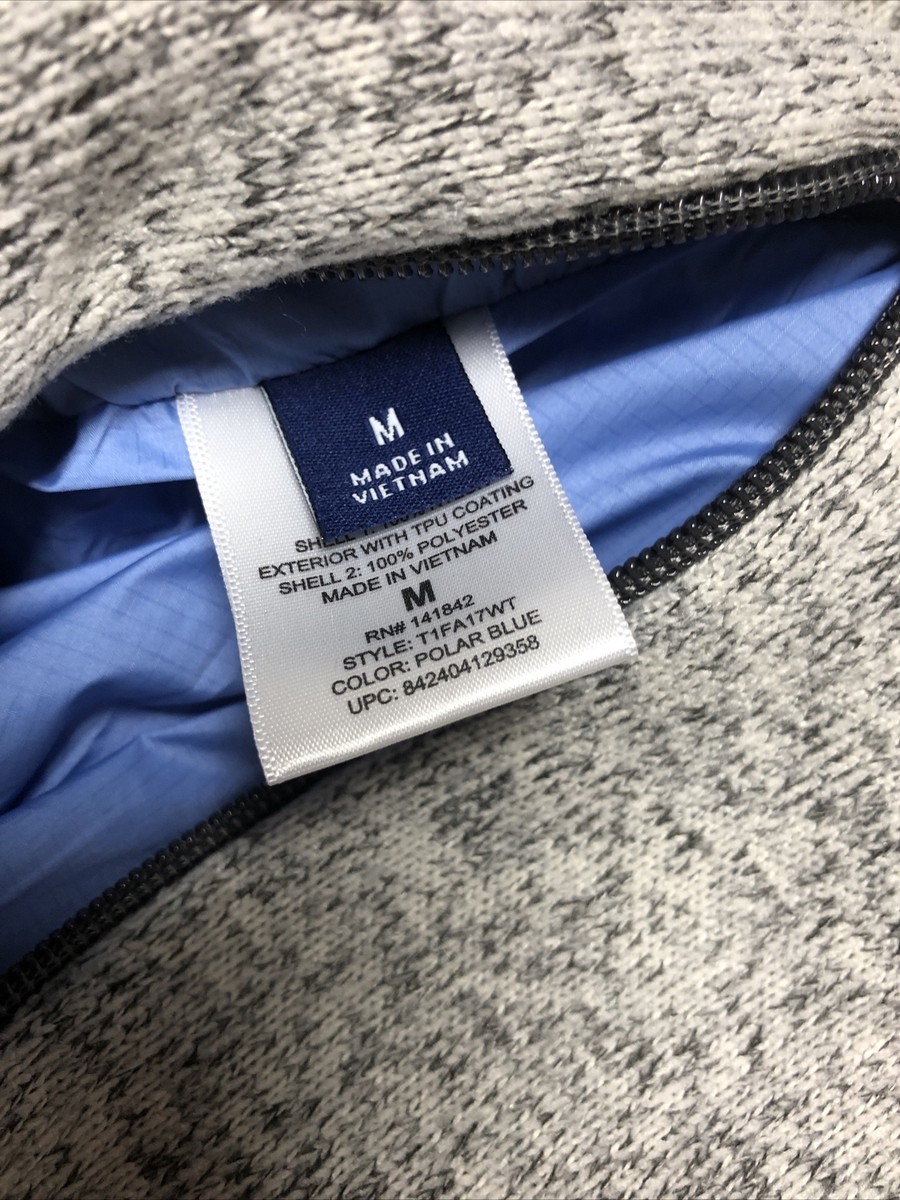 M
MADE IN
VIETNAM
SHELL
EXTERIOR WITH TPU COATING
SHELL 2: 100% POLYESTER
MADE IN VIETNAM
M
RN# 141842
STYLE: T1FA17WT
COLOR: POLAR BLUE
UPC: 842404129358